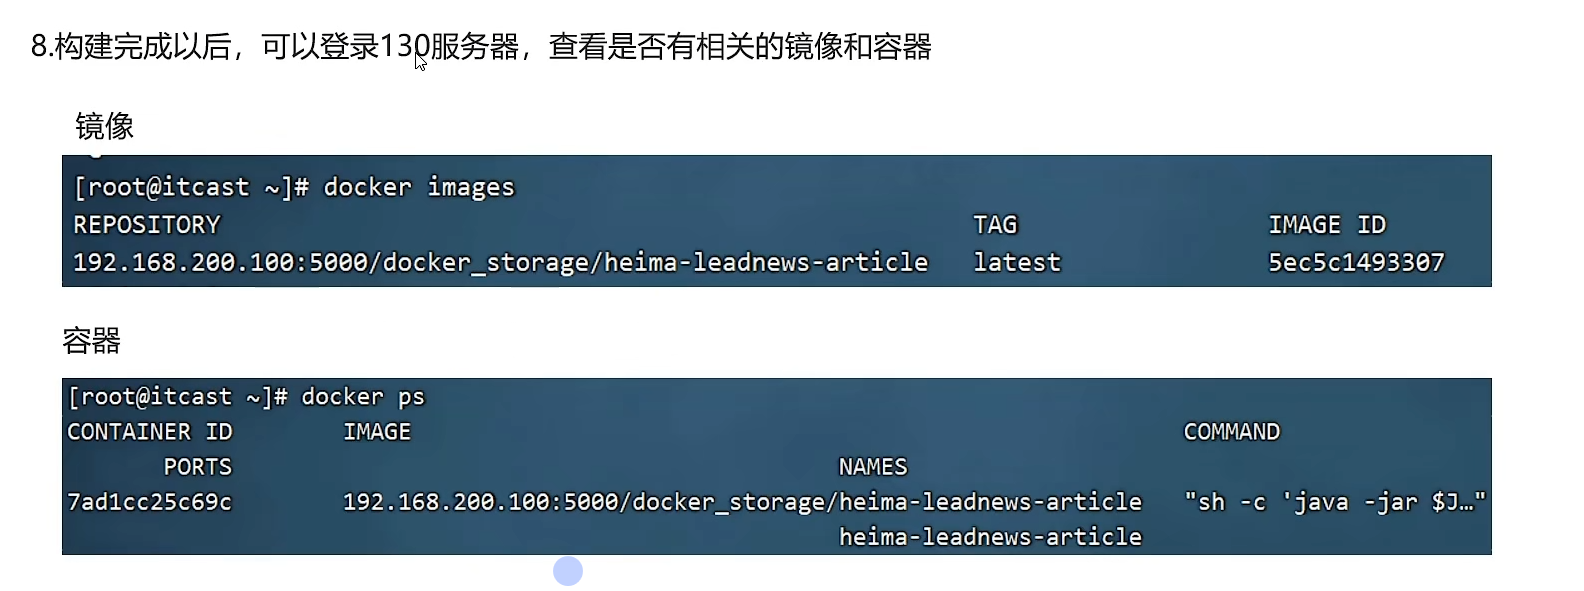 8.构建完成以后，可以登录130服务器，查看是否有相关的镜像和容器
镜像
[root@itcast ~]# docker images
REPOSITORY TAG IMAGE ID
192.168.200.100:5000/docker_storage/heima-leadnews-article latest 5ec5c1493307
容器
[root@itcast ~]# docker ps
CONTAINER ID IMAGE COMMAND
PORTS NAMES
7ad1cc25c69c 192.168.200.100:5000/docker_storage/heima-leadnews-article "sh -c 'java -jar $J…"
heima-leadnews-article